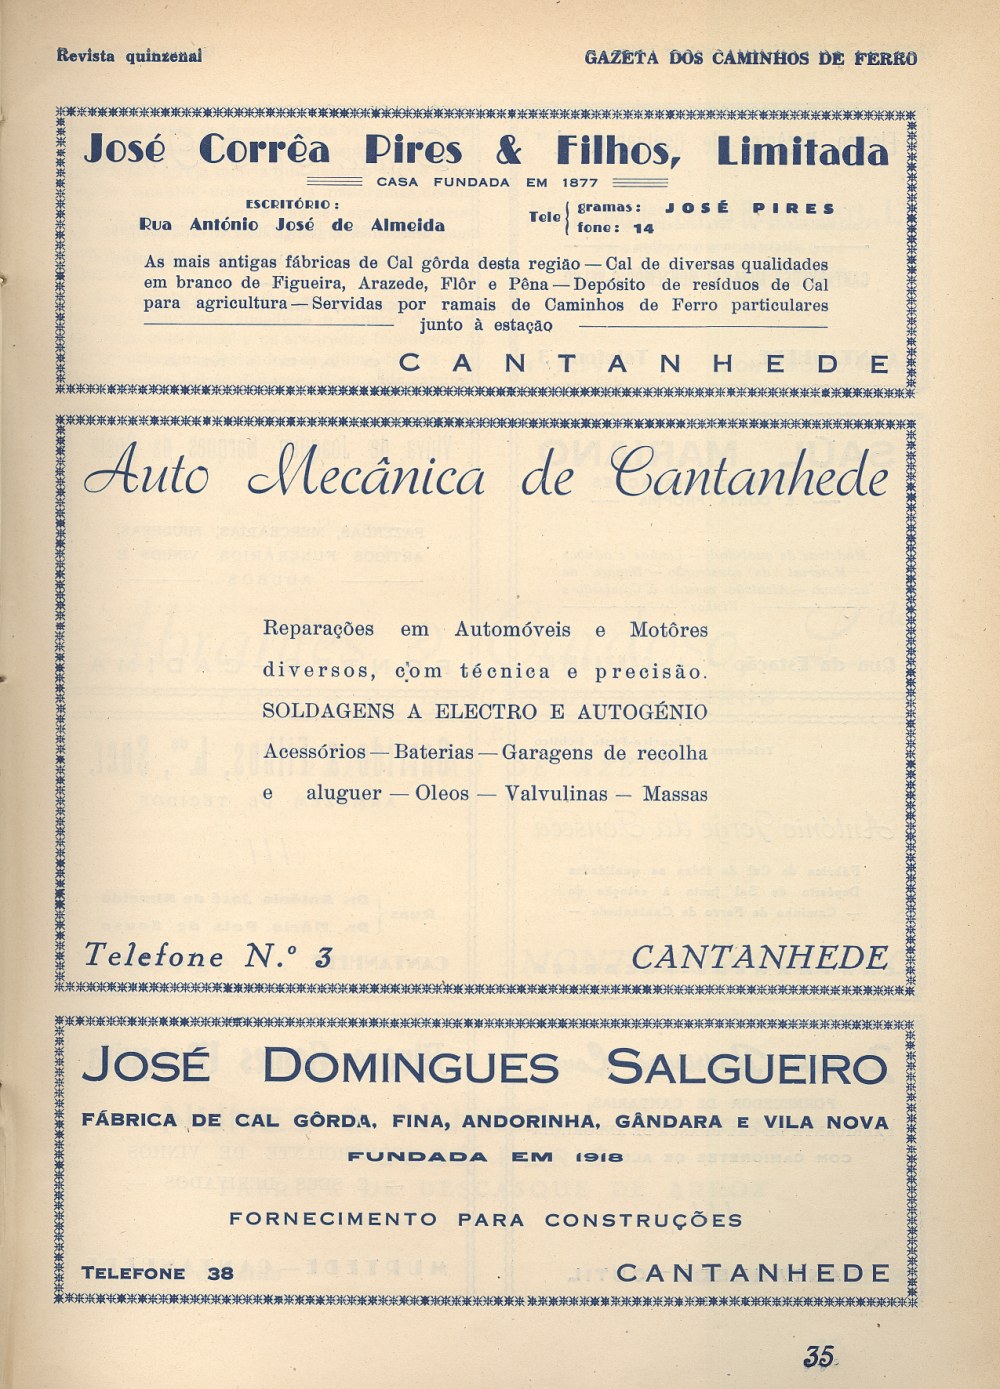 Revista quinzenal
GAZETA DOS CAMINHOS DE FERRO
José Corrêa Pires & Filhos, Limitada
CASA FUNDADA EM 1877
ESCRITÓRIO:
Rua António José de Almeida
Tele { gramas: JOSÉ PIRES
fone: 14
As mais antigas fábricas de Cal gôrda desta região — Cal de diversas qualidades
em branco de Figueira, Arazede, Flôr e Pêna — Depósito de resíduos de Cal
para agricultura — Servidas por ramais de Caminhos de Ferro particulares
junto à estação
CANTANHEDE
Auto Mecânica de Cantanhede
Reparações em Automóveis e Motôres
diversos, com técnica e precisão.
SOLDAGENS A ELECTRO E AUTOGÉNIO
Acessórios — Baterias — Garagens de recolha
e aluguer — Oleos — Valvulinas — Massas
Telefone N.º 3 CANTANHEDE
JOSÉ DOMINGUES SALGUEIRO
FÁBRICA DE CAL GÔRDA, FINA, ANDORINHA, GÂNDARA E VILA NOVA
FUNDADA EM 1918
FORNECIMENTO PARA CONSTRUÇÕES
TELEFONE 38 CANTANHEDE
35